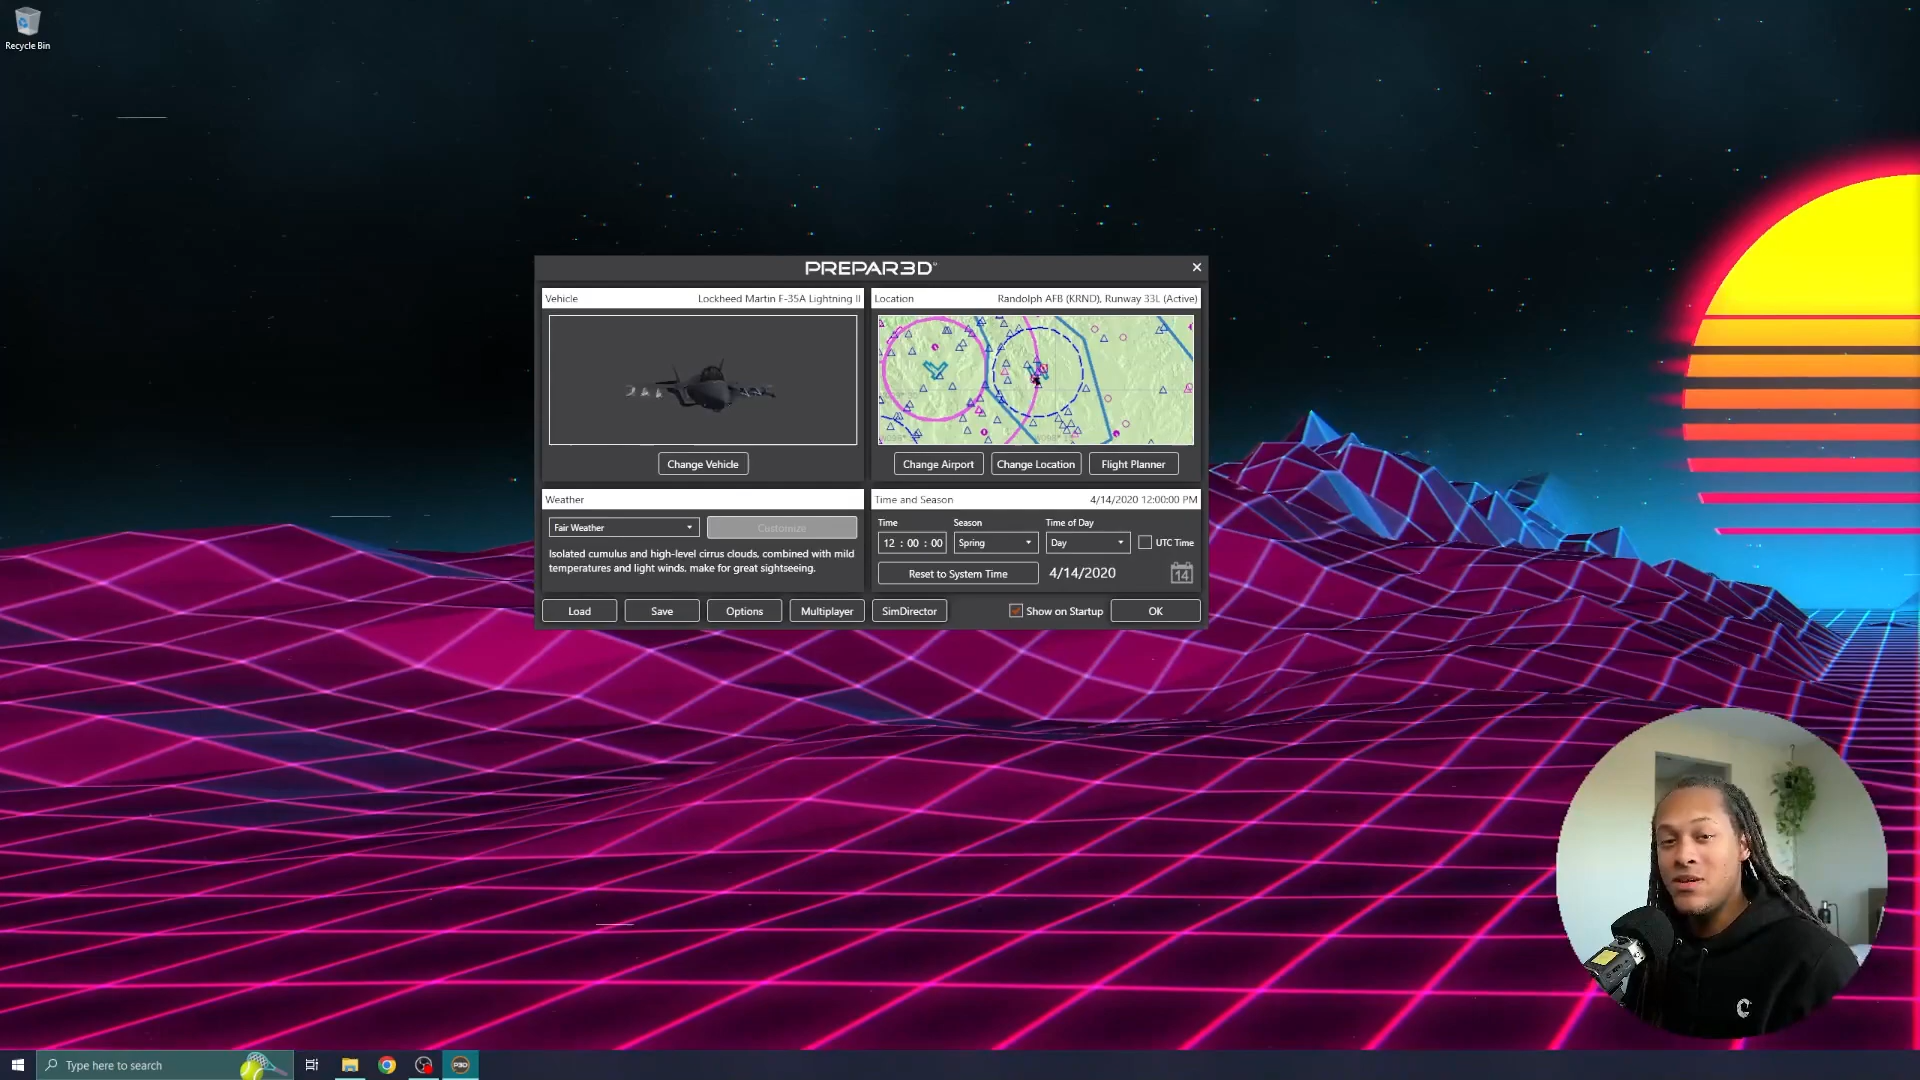 Recycle Bin
PREPAR3D
Vehicle
Lockheed Martin F-35A Lightning II
Change Vehicle
Location
Randolph AFB (KRND), Runway 33L (Active)
Change Airport
Change Location
Flight Planner
Weather
Fair Weather
Customize
Isolated cumulus and high-level cirrus clouds, combined with mild
temperatures and light winds, make for great sightseeing.
Time and Season
4/14/2020 12:00:00 PM
Time
Season
Time of Day
12 : 00 : 00
Spring
Day
UTC Time
Reset to System Time
4/14/2020
14
Load
Save
Options
Multiplayer
SimDirector
Show on Startup
OK
Type here to search
P3D